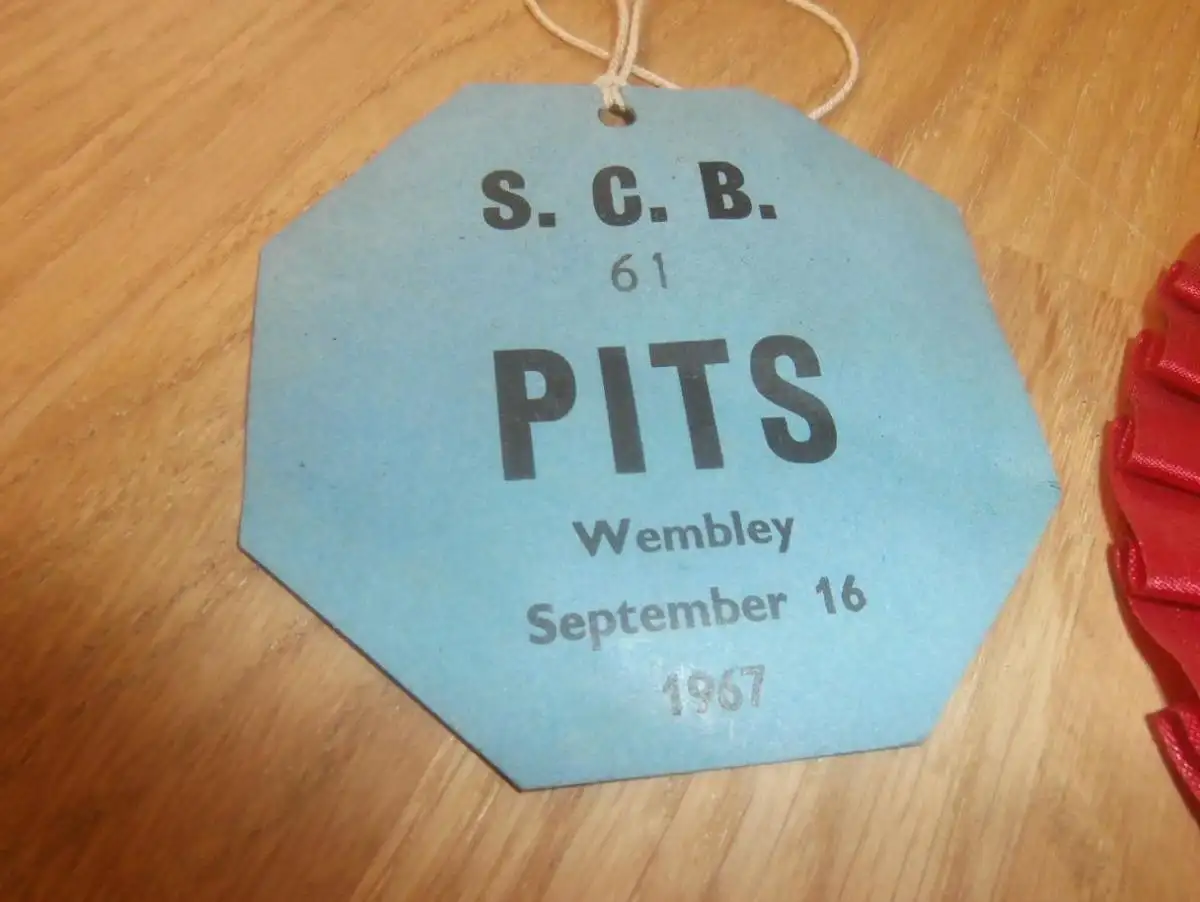 S. C. B.
61
PITS
Wembley
September 16
1967